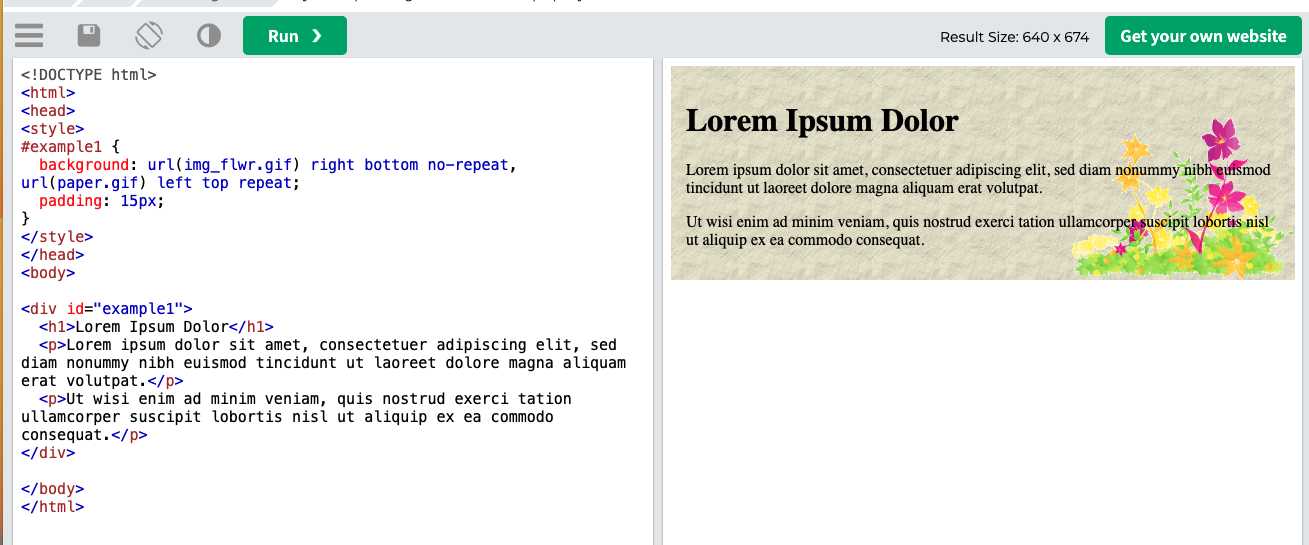 Run ❯
Result Size: 640 x 674
Get your own website
<!DOCTYPE html>
<html>
<head>
<style>
#example1 {
  background: url(img_flwr.gif) right bottom no-repeat,
url(paper.gif) left top repeat;
  padding: 15px;
}
</style>
</head>
<body>

<div id="example1">
  <h1>Lorem Ipsum Dolor</h1>
  <p>Lorem ipsum dolor sit amet, consectetuer adipiscing elit, sed
diam nonummy nibh euismod tincidunt ut laoreet dolore magna aliquam
erat volutpat.</p>
  <p>Ut wisi enim ad minim veniam, quis nostrud exerci tation
ullamcorper suscipit lobortis nisl ut aliquip ex ea commodo
consequat.</p>
</div>

</body>
</html>
Lorem Ipsum Dolor
Lorem ipsum dolor sit amet, consectetuer adipiscing elit, sed diam nonummy nibh euismod
tincidunt ut laoreet dolore magna aliquam erat volutpat.
Ut wisi enim ad minim veniam, quis nostrud exerci tation ullamcorper suscipit lobortis nisl
ut aliquip ex ea commodo consequat.